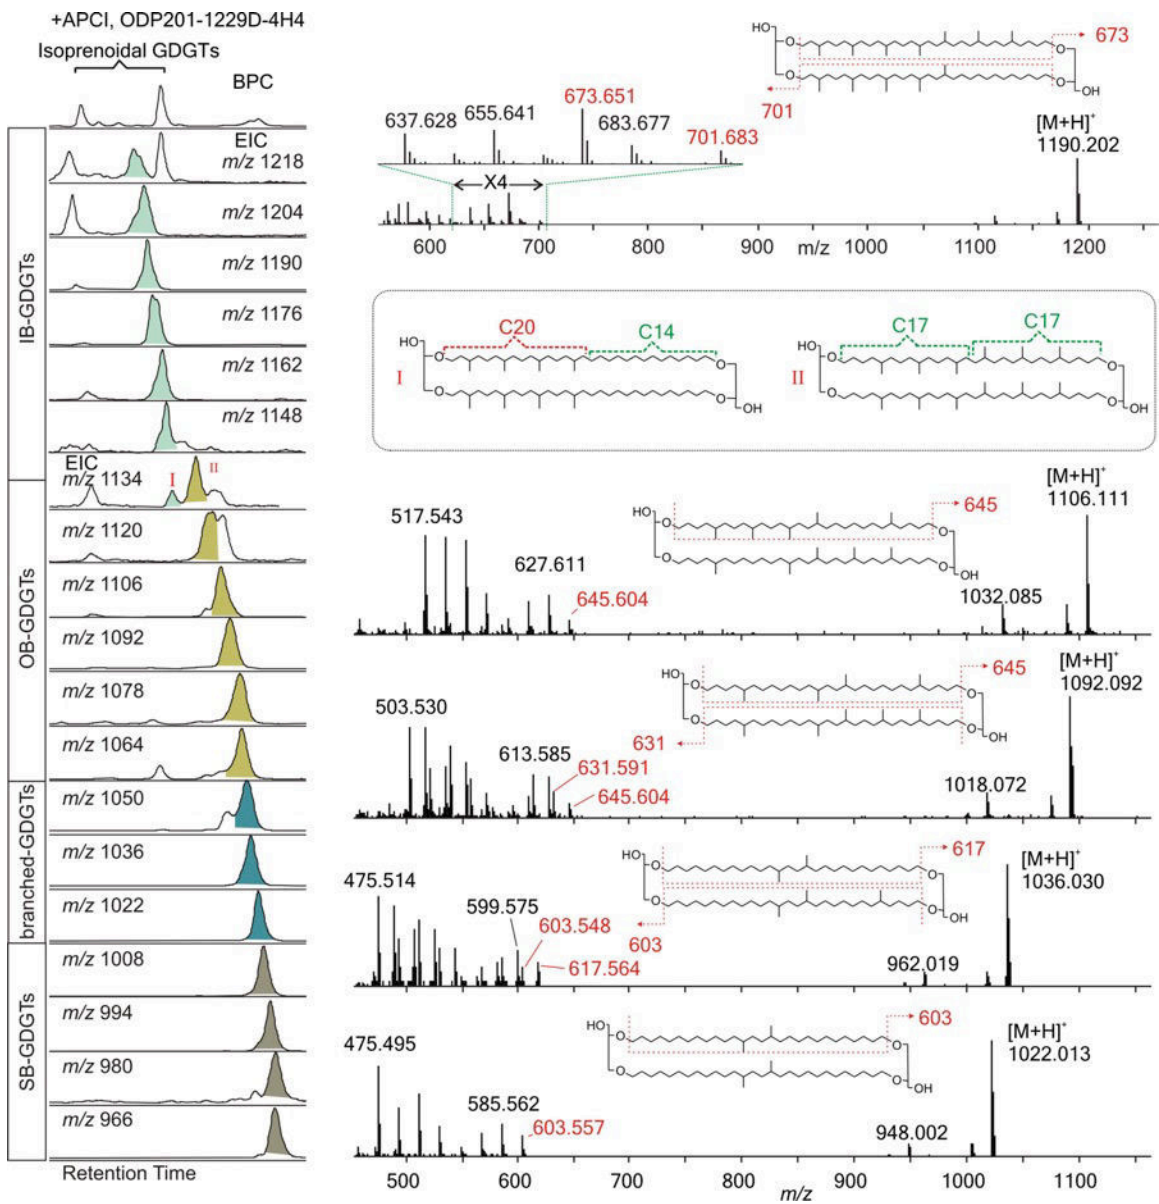 +APCI, ODP201-1229D-4H4
Isoprenoidal GDGTs
BPC
EIC
m/z 1218
m/z 1204
m/z 1190
m/z 1176
m/z 1162
m/z 1148
IB-GDGTs
EIC
m/z 1134
I
II
m/z 1120
m/z 1106
m/z 1092
m/z 1078
m/z 1064
OB-GDGTs
m/z 1050
m/z 1036
m/z 1022
branched-GDGTs
m/z 1008
m/z 994
m/z 980
m/z 966
SB-GDGTs
Retention Time
HO
O
O
O
O
OH
673
701
637.628
655.641
673.651
683.677
701.683
X4
[M+H]+
1190.202
600
700
800
900
m/z
1000
1100
1200
C20
C14
HO
O
O
O
O
OH
I
C17
C17
HO
O
O
O
O
OH
II
517.543
627.611
645.604
HO
O
O
O
O
OH
645
1032.085
[M+H]+
1106.111
503.530
613.585
631.591
645.604
HO
O
O
O
O
OH
645
631
1018.072
[M+H]+
1092.092
475.514
599.575
603.548
617.564
HO
O
O
O
O
OH
617
603
962.019
[M+H]+
1036.030
475.495
585.562
603.557
HO
O
O
O
O
OH
603
948.002
[M+H]+
1022.013
500
600
700
800
900
1000
1100
m/z